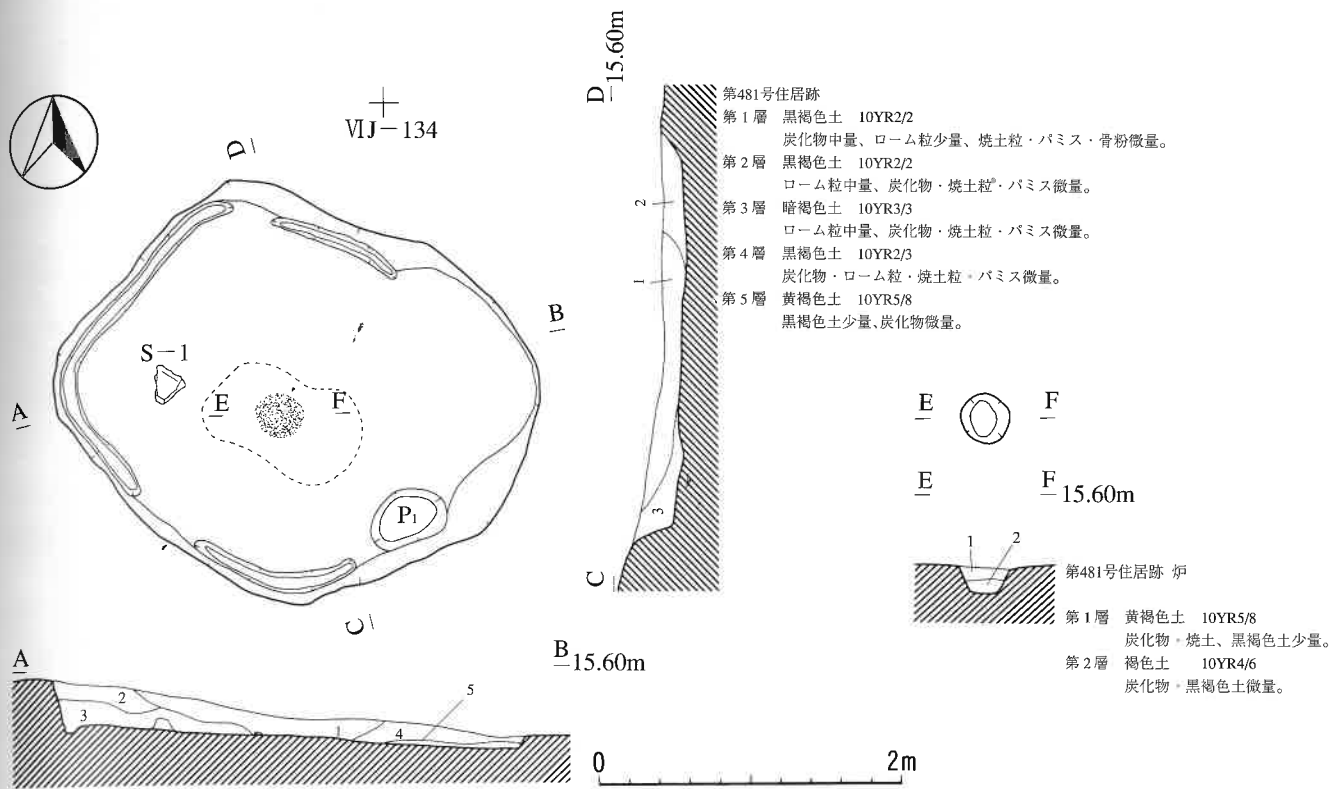 ⅥJ－134
D
B
S－1
E
F
A
P₁
C
A
B
15.60m
2
3
1
4
5
0
2m
D
15.60m
2
1
3
C
第481号住居跡
第1層 黒褐色土 10YR2/2
炭化物中量、ローム粒少量、焼土粒・パミス・骨粉微量。
第2層 黒褐色土 10YR2/2
ローム粒中量、炭化物・焼土粒・パミス微量。
第3層 暗褐色土 10YR3/3
ローム粒中量、炭化物・焼土粒・パミス微量。
第4層 黒褐色土 10YR2/3
炭化物・ローム粒・焼土粒・パミス微量。
第5層 黄褐色土 10YR5/8
黒褐色土少量、炭化物微量。
E F
E F 15.60m
1 2
第481号住居跡 炉
第1層 黄褐色土 10YR5/8
炭化物・焼土、黒褐色土少量。
第2層 褐色土 10YR4/6
炭化物・黒褐色土微量。